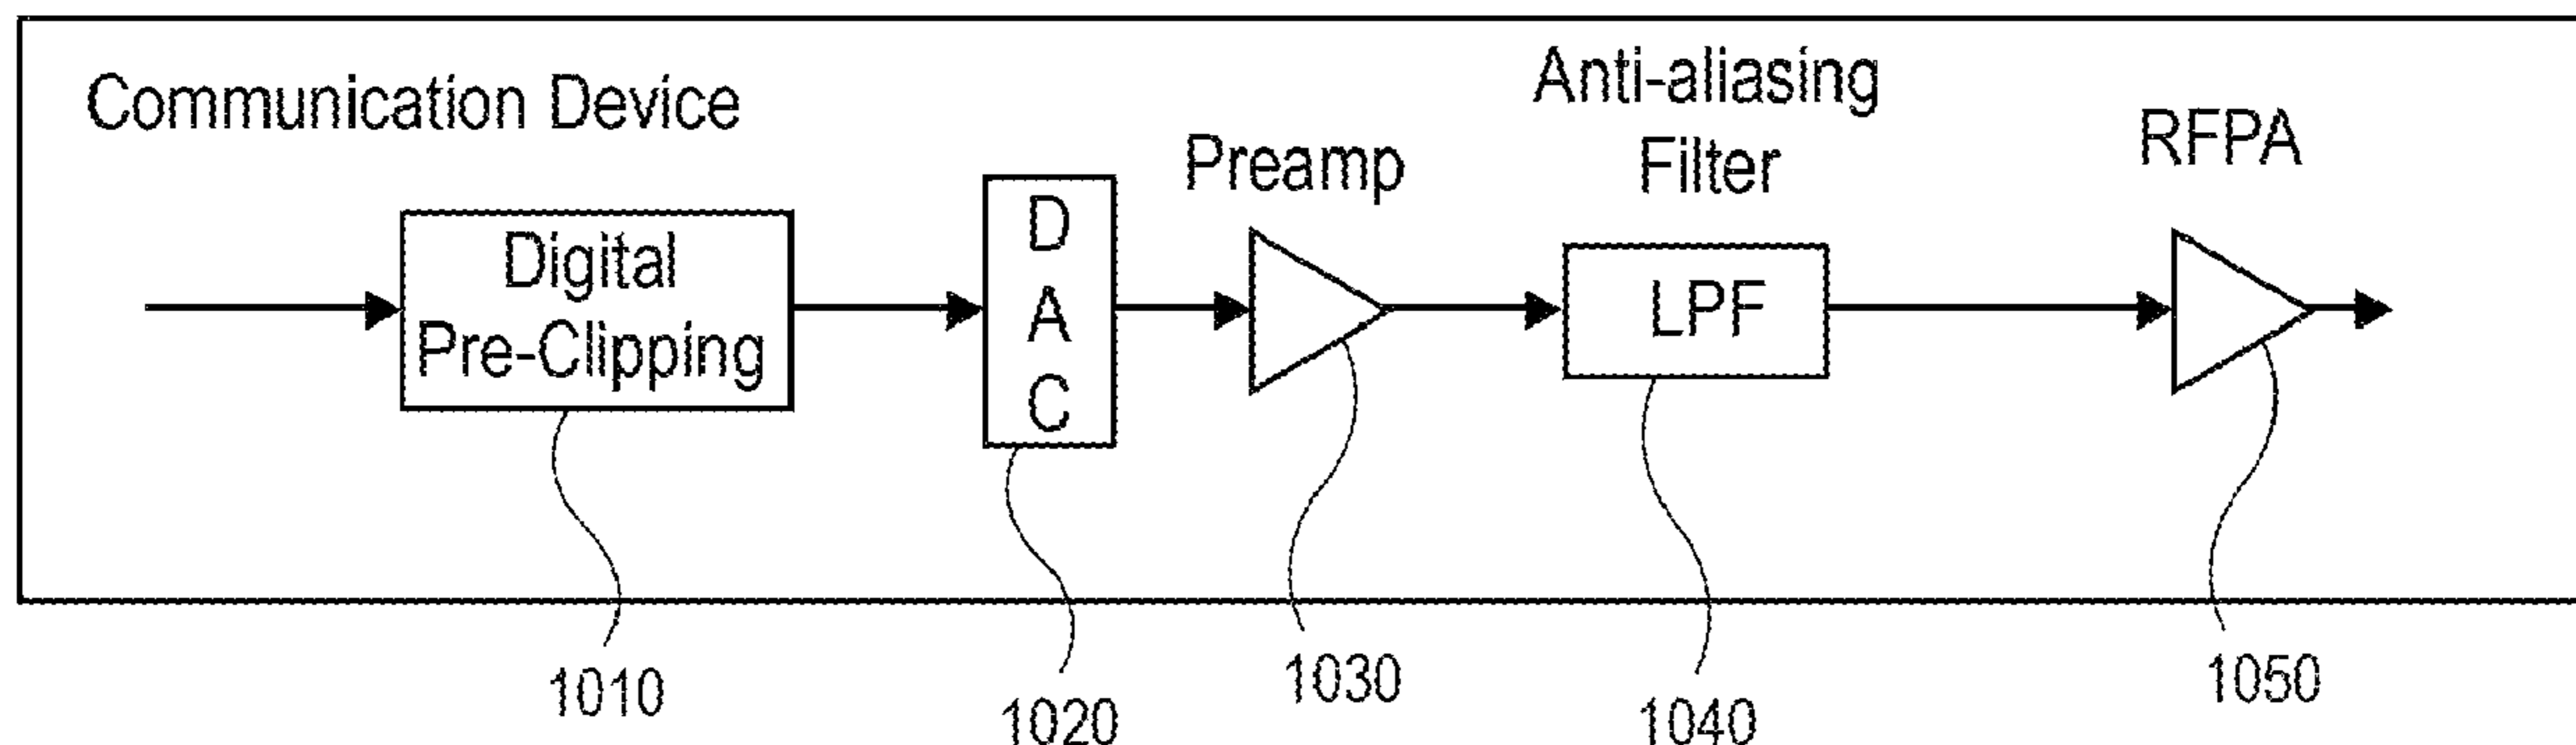 Communication Device
Digital
Pre-Clipping
D
A
C
Preamp
Anti-aliasing
Filter
LPF
RFPA
1010
1020
1030
1040
1050